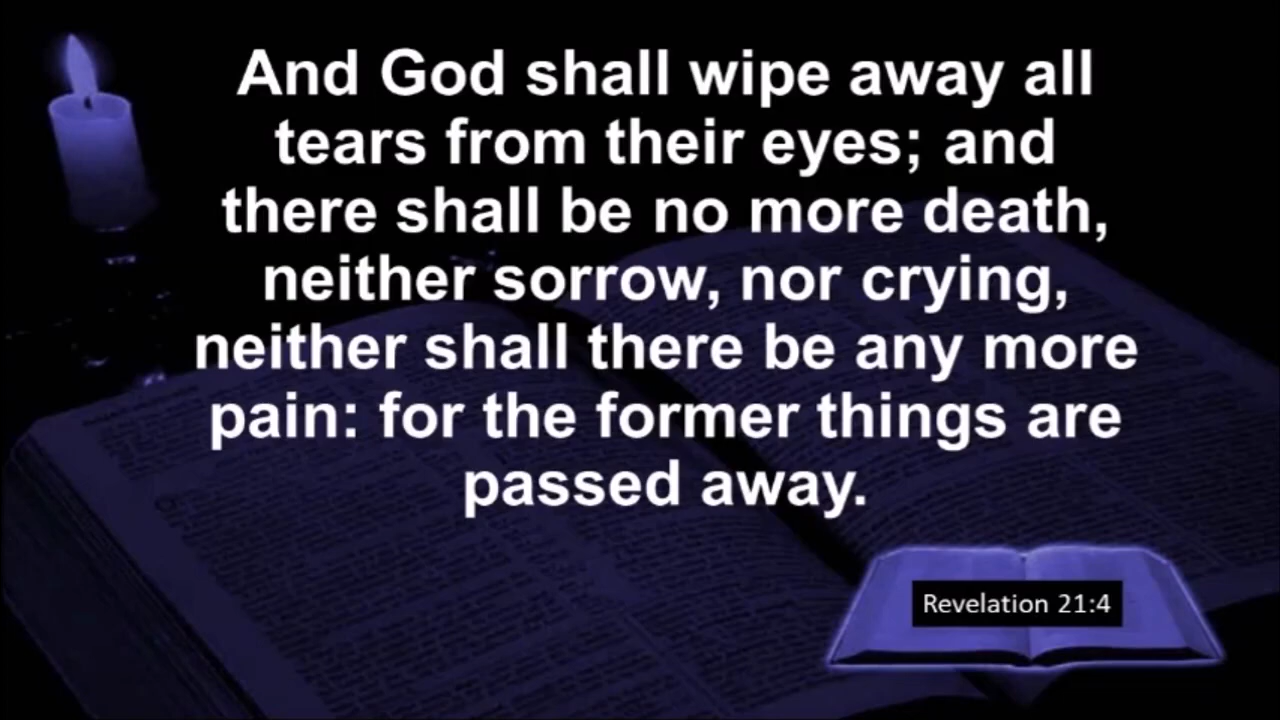 And God shall wipe away all
tears from their eyes; and
there shall be no more death,
neither sorrow, nor crying,
neither shall there be any more
pain: for the former things are
passed away.
Revelation 21:4